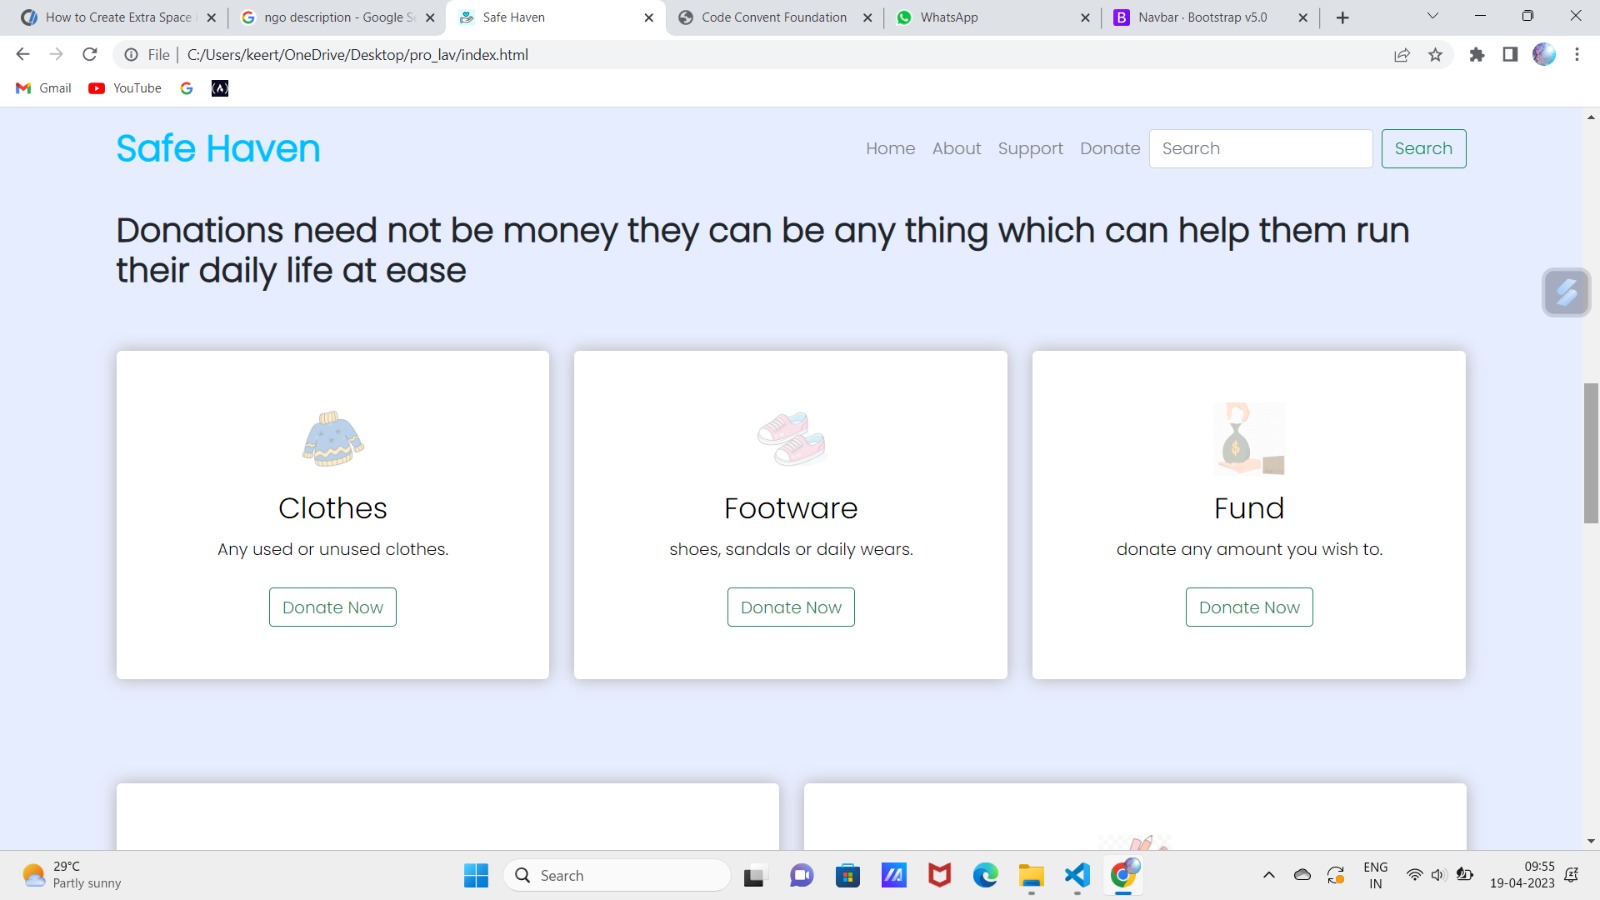 How to Create Extra Space
ngo description - Google Se
Safe Haven
Code Convent Foundation
WhatsApp
B Navbar · Bootstrap v5.0
File | C:/Users/keert/OneDrive/Desktop/pro_lav/index.html
Gmail YouTube
Safe Haven
Home About Support Donate Search Search
Donations need not be money they can be any thing which can help them run
their daily life at ease
Clothes
Any used or unused clothes.
Donate Now
Footware
shoes, sandals or daily wears.
Donate Now
Fund
donate any amount you wish to.
Donate Now
29°C
Partly sunny
Search
ENG
IN
09:55
19-04-2023